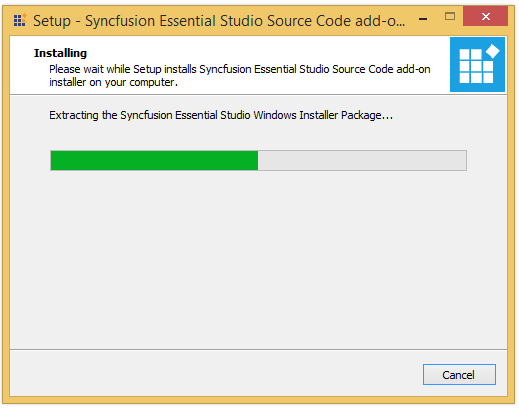 Setup - Syncfusion Essential Studio Source Code add-o...
Installing
Please wait while Setup installs Syncfusion Essential Studio Source Code add-on
installer on your computer.
Extracting the Syncfusion Essential Studio Windows Installer Package...
Cancel